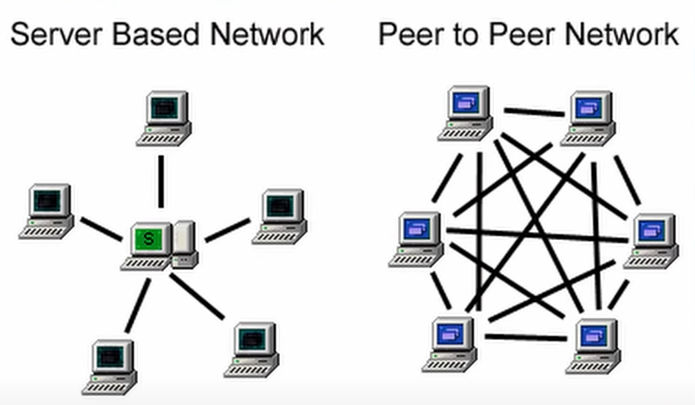 Server Based Network
Peer to Peer Network
S